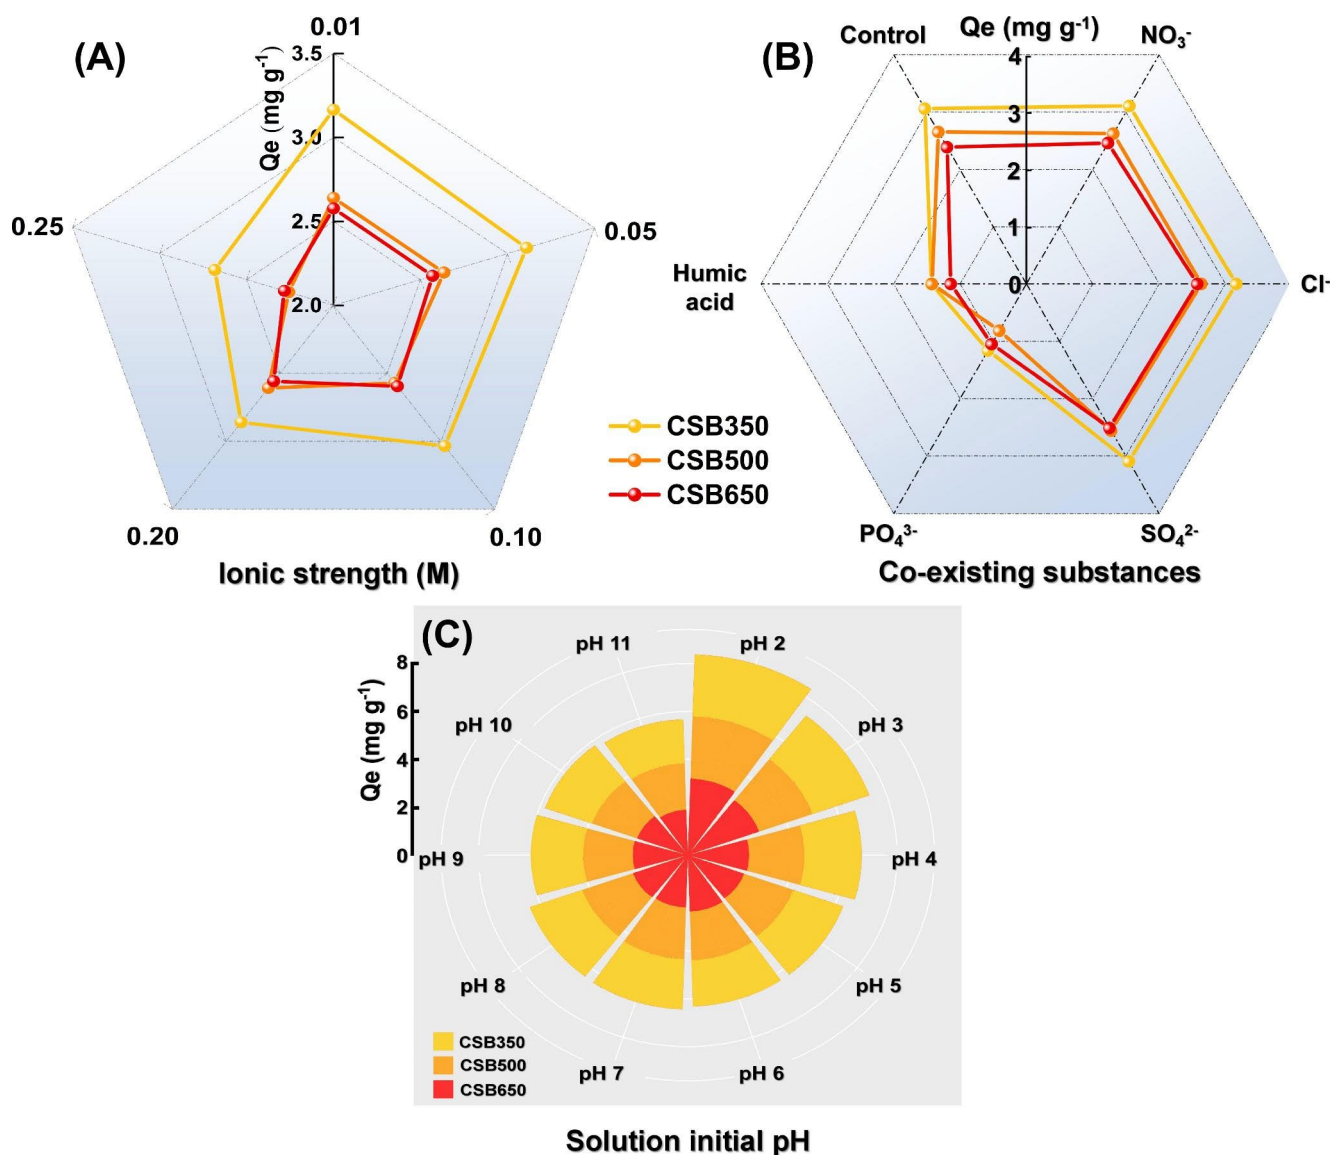 (A)
0.01
3.5
3.0
2.5
2.0
Qe (mg g⁻¹)
0.25
0.05
0.20
0.10
Ionic strength (M)
CSB350
CSB500
CSB650
(B)
Control
Qe (mg g⁻¹)
NO₃⁻
4
3
2
1
0
Humic
acid
Cl⁻
PO₄³⁻
SO₄²⁻
Co-existing substances
(C)
pH 11
pH 2
8
6
4
2
0
Qe (mg g⁻¹)
pH 10
pH 3
pH 9
pH 4
pH 8
pH 5
pH 7
pH 6
CSB350
CSB500
CSB650
Solution initial pH